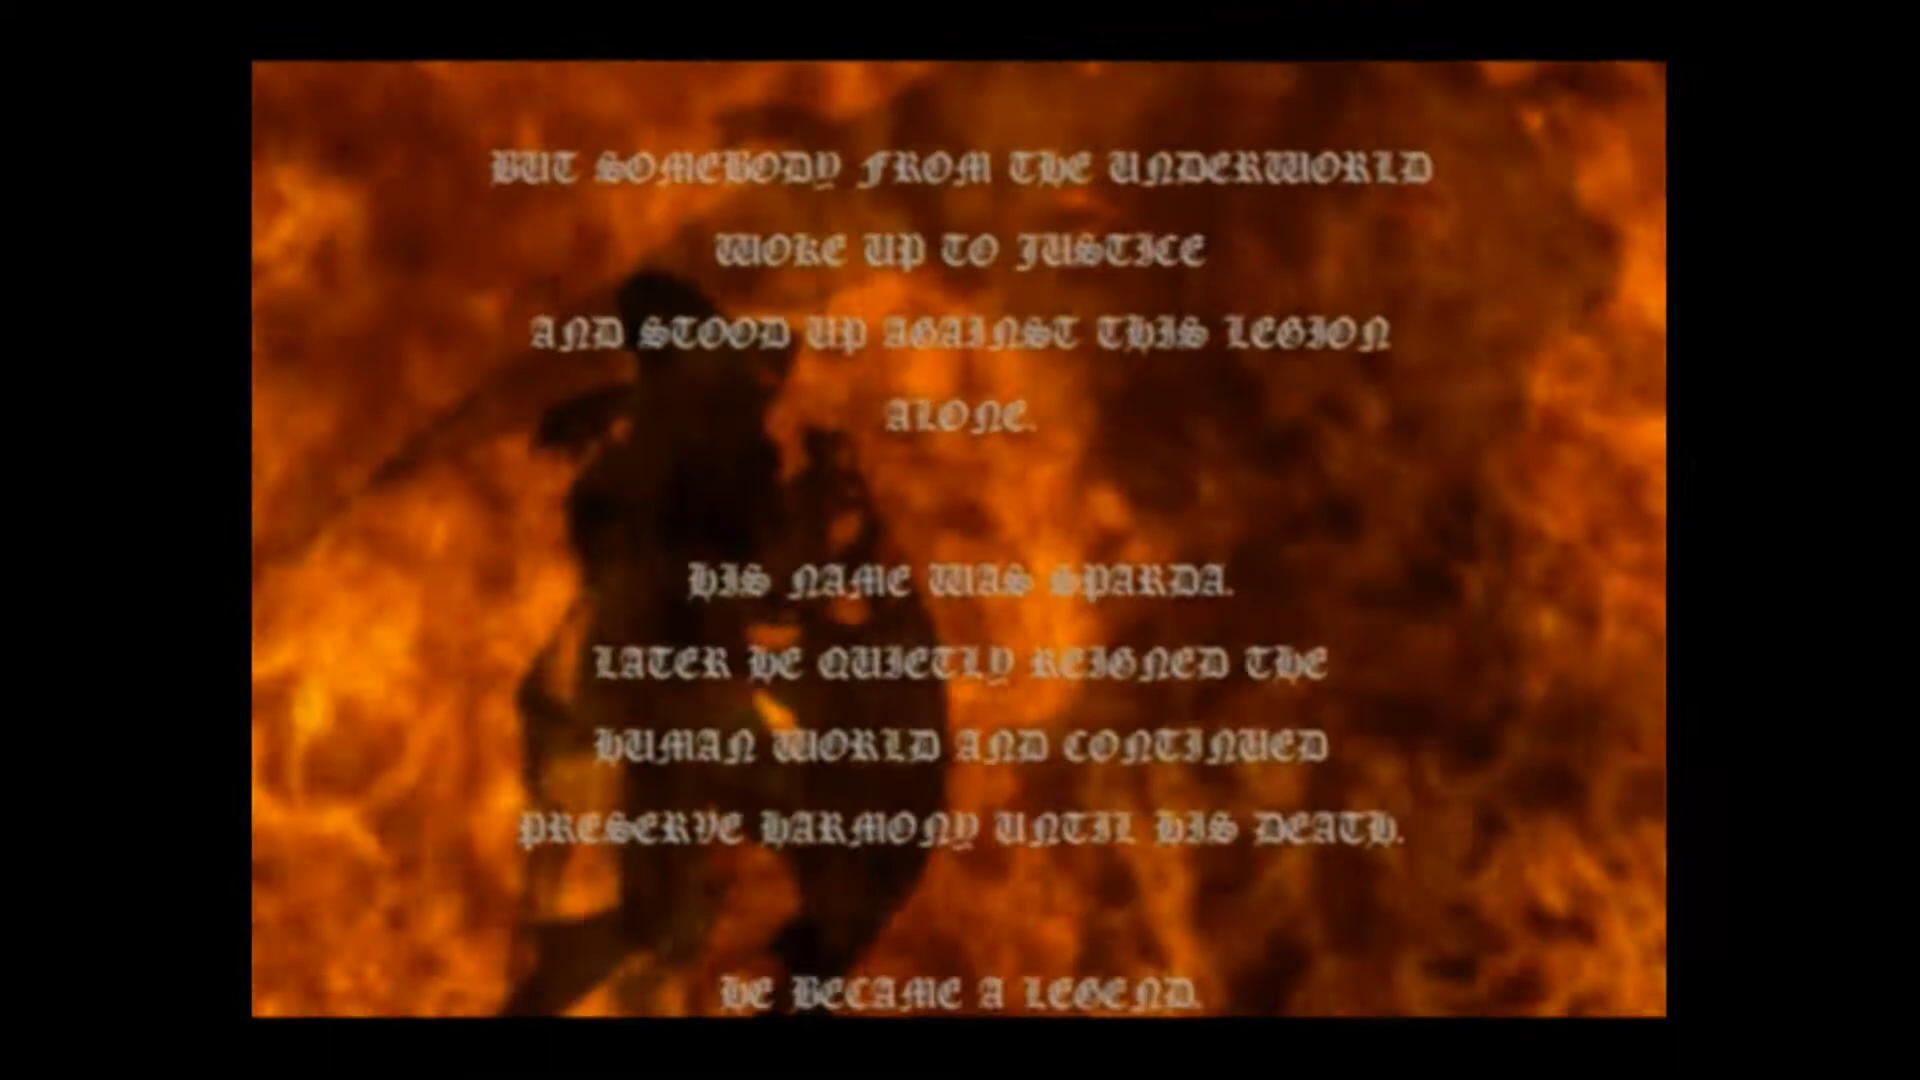 BUT SOMEBODY FROM THE UNDERWORLD
WOKE UP TO JUSTICE
AND STOOD UP AGAINST THIS LEGION
ALONE.
HIS NAME WAS SPARDA.
LATER HE QUIETLY REIGNED THE
HUMAN WORLD AND CONTINUED
PRESERVE HARMONY UNTIL HIS DEATH.
HE BECAME A LEGEND.